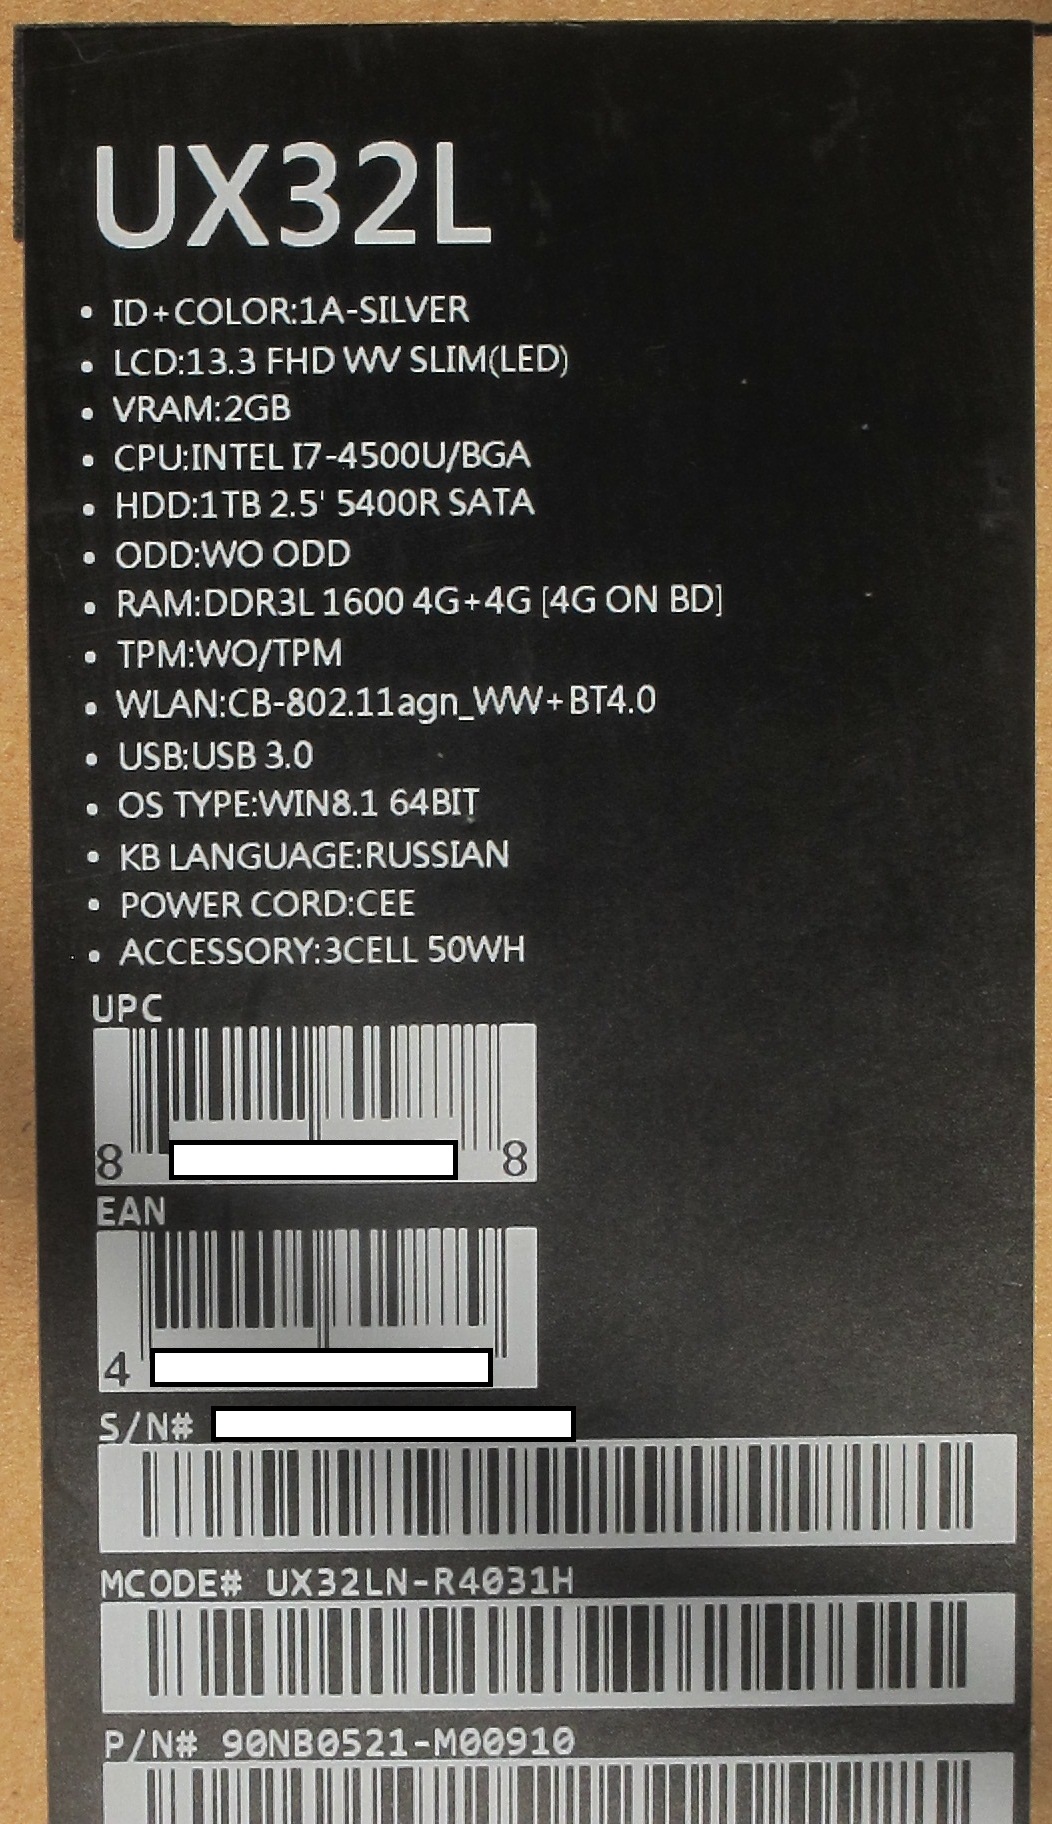 UX32L
• ID+COLOR:1A-SILVER
• LCD:13.3 FHD WV SLIM(LED)
• VRAM:2GB
• CPU:INTEL I7-4500U/BGA
• HDD:1TB 2.5' 5400R SATA
• ODD:WO ODD
• RAM:DDR3L 1600 4G+4G [4G ON BD]
• TPM:WO/TPM
• WLAN:CB-802.11agn_WW+BT4.0
• USB:USB 3.0
• OS TYPE:WIN8.1 64BIT
• KB LANGUAGE:RUSSIAN
• POWER CORD:CEE
• ACCESSORY:3CELL 50WH
UPC
8 8
EAN
4
S/N#
MCODE# UX32LN-R4031H
P/N# 90NB0521-M00910